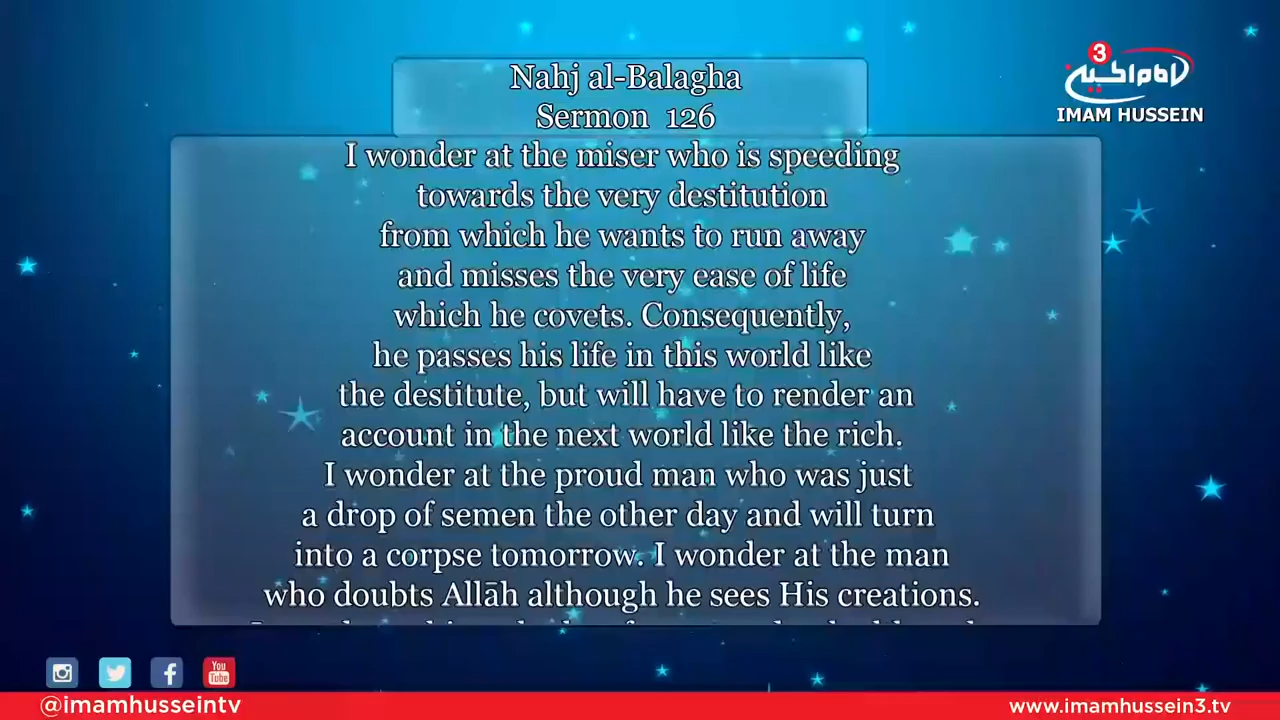 Nahj al-Balagha
Sermon 126
I wonder at the miser who is speeding
towards the very destitution
from which he wants to run away
and misses the very ease of life
which he covets. Consequently,
he passes his life in this world like
the destitute, but will have to render an
account in the next world like the rich.
I wonder at the proud man who was just
a drop of semen the other day and will turn
into a corpse tomorrow. I wonder at the man
who doubts Allāh although he sees His creations.
3
IMAM HUSSEIN
You
Tube
@imamhusseintv
www.imamhussein3.tv